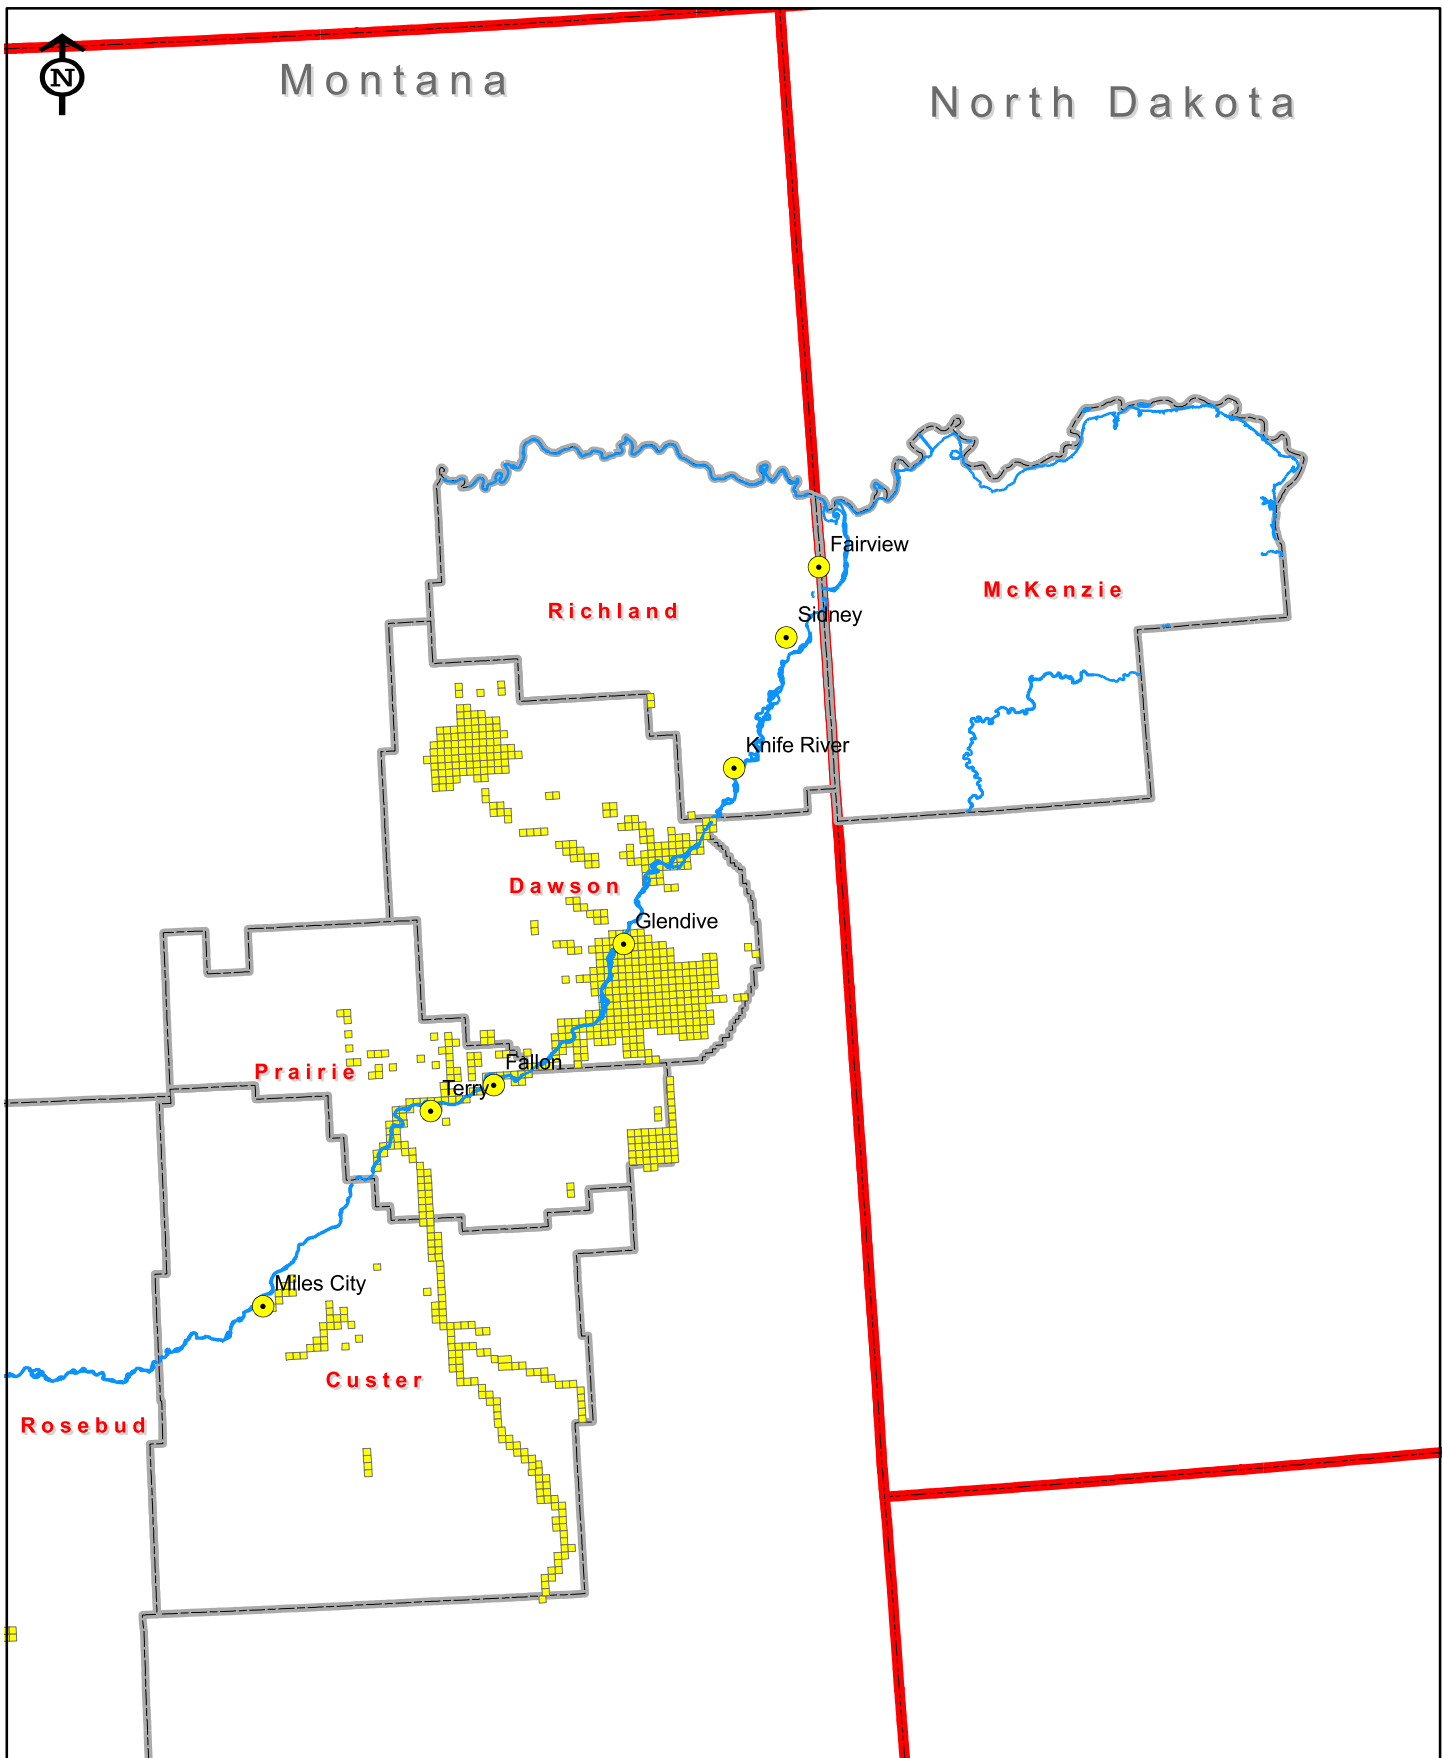 Montana
North Dakota
N
Fairview
McKenzie
Richland
Sidney
Knife River
Dawson
Glendive
Fallon
Prairie
Terry
Miles City
Custer
Rosebud